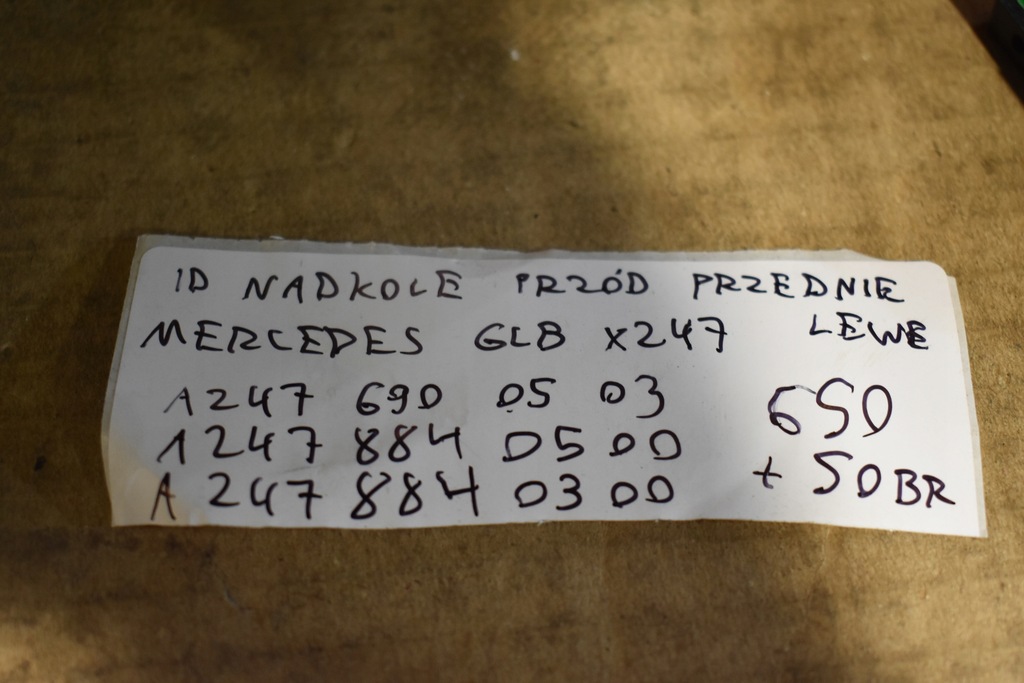 ID NADKOLE PRZÓD PRZEDNIE
MERCEDES GLB X247 LEWE
A247 690 05 03
A247 884 05 00
A 247 884 03 00
650
+ 50BR